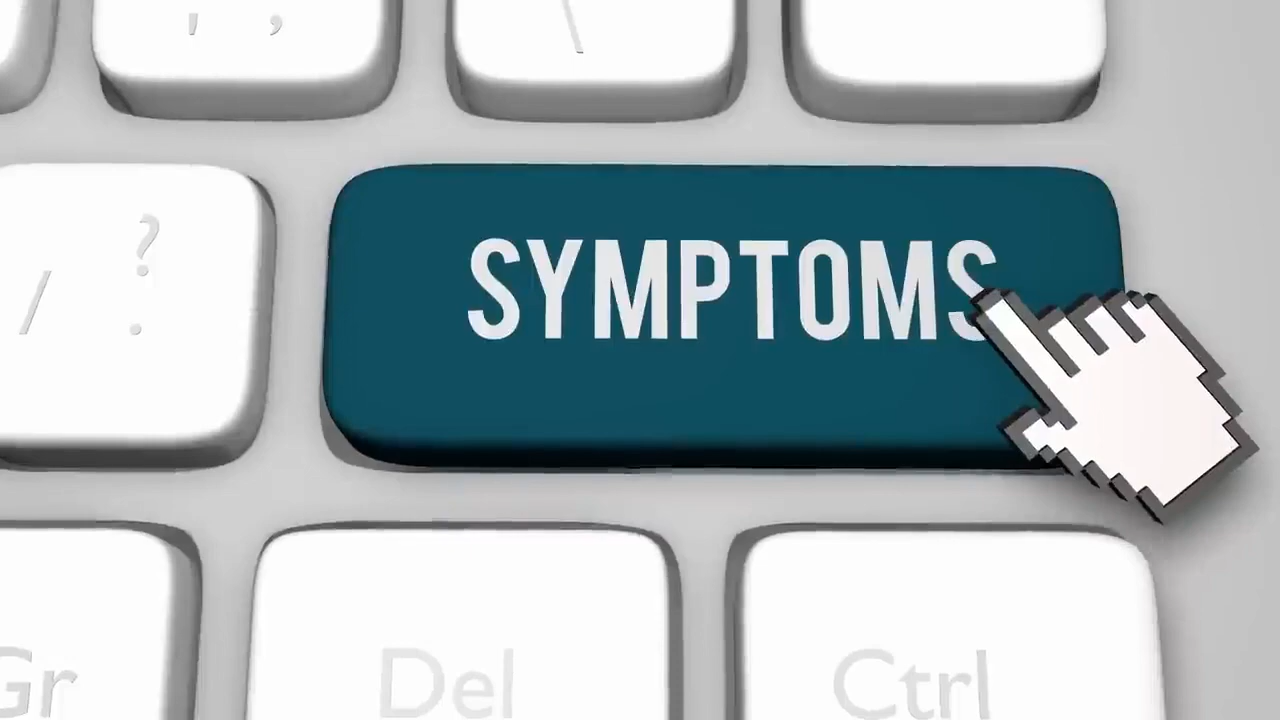 ' ,
\
?
/ .
SYMPTOMS
Gr
Del
Ctrl